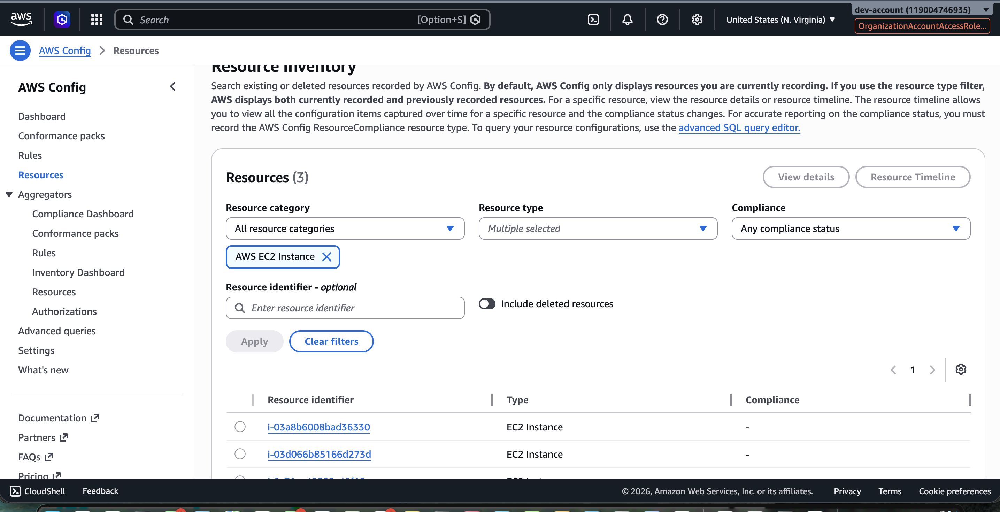 aws
Search
[Option+S]
United States (N. Virginia)
dev-account (119004746935)
OrganizationAccountAccessRole...
AWS Config
Resources
AWS Config
Dashboard
Conformance packs
Rules
Resources
Aggregators
Compliance Dashboard
Conformance packs
Rules
Inventory Dashboard
Resources
Authorizations
Advanced queries
Settings
What's new
Documentation
Partners
FAQs
Pricing
Resource Inventory
Search existing or deleted resources recorded by AWS Config. By default, AWS Config only displays resources you are currently recording. If you use the resource type filter,
AWS displays both currently recorded and previously recorded resources. For a specific resource, view the resource details or resource timeline. The resource timeline allows
you to view all the configuration items captured over time for a specific resource and the compliance status changes. For accurate reporting on the compliance status, you must
record the AWS Config ResourceCompliance resource type. To query your resource configurations, use the advanced SQL query editor.
Resources (3)
View details
Resource Timeline
Resource category
Resource type
Compliance
All resource categories
Multiple selected
Any compliance status
AWS EC2 Instance
Resource identifier - optional
Enter resource identifier
Include deleted resources
Apply
Clear filters
1
Resource identifier
Type
Compliance
i-03a8b6008bad36330
EC2 Instance
-
i-03d066b85166d273d
EC2 Instance
-
CloudShell
Feedback
© 2026, Amazon Web Services, Inc. or its affiliates.
Privacy
Terms
Cookie preferences